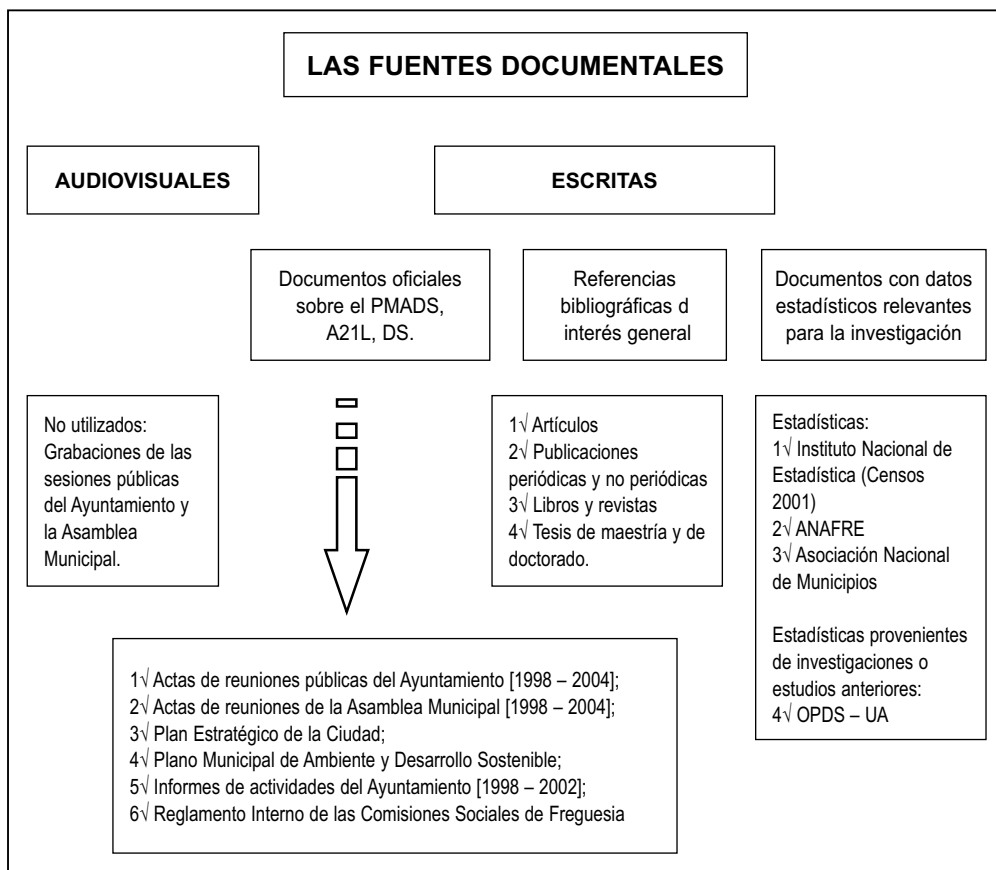 LAS FUENTES DOCUMENTALES
AUDIOVISUALES
ESCRITAS
Documentos oficiales
sobre el PMADS,
A21L, DS.
Referencias
bibliográficas d
interés general
Documentos con datos
estadísticos relevantes
para la investigación
No utilizados:
Grabaciones de las
sesiones públicas
del Ayuntamiento y
la Asamblea
Municipal.
1√ Artículos
2√ Publicaciones
periódicas y no periódicas
3√ Libros y revistas
4√ Tesis de maestría y de
doctorado.
Estadísticas:
1√ Instituto Nacional de
Estadística (Censos
2001)
2√ ANAFRE
3√ Asociación Nacional
de Municipios
Estadísticas provenientes
de investigaciones o
estudios anteriores:
4√ OPDS – UA
1√ Actas de reuniones públicas del Ayuntamiento [1998 – 2004];
2√ Actas de reuniones de la Asamblea Municipal [1998 – 2004];
3√ Plan Estratégico de la Ciudad;
4√ Plano Municipal de Ambiente y Desarrollo Sostenible;
5√ Informes de actividades del Ayuntamiento [1998 – 2002];
6√ Reglamento Interno de las Comisiones Sociales de Freguesia